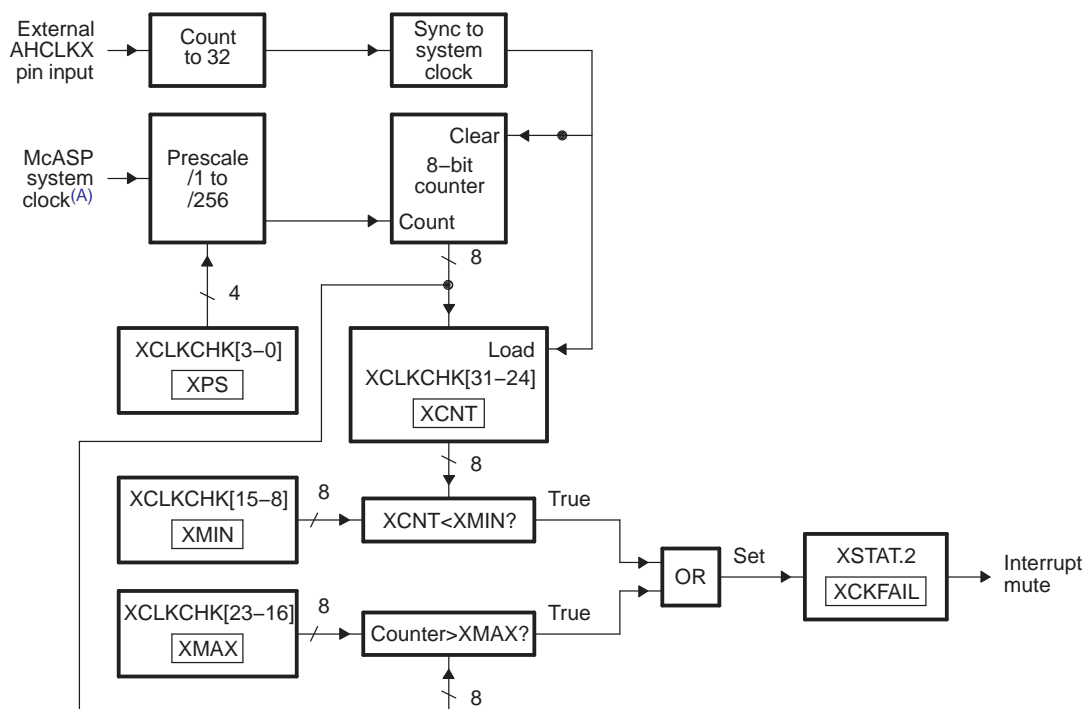 External
AHCLKX
pin input
Count
to 32
Sync to
system
clock
McASP
system
clock(A)
Prescale
/1 to
/256
Clear
8−bit
counter
Count
8
4
XCLKCHK[3−0]
XPS
Load
XCLKCHK[31−24]
XCNT
8
XCLKCHK[15−8]
XMIN
8
XCNT<XMIN?
True
OR
Set
XSTAT.2
XCKFAIL
Interrupt
mute
XCLKCHK[23−16]
XMAX
8
Counter>XMAX?
True
8